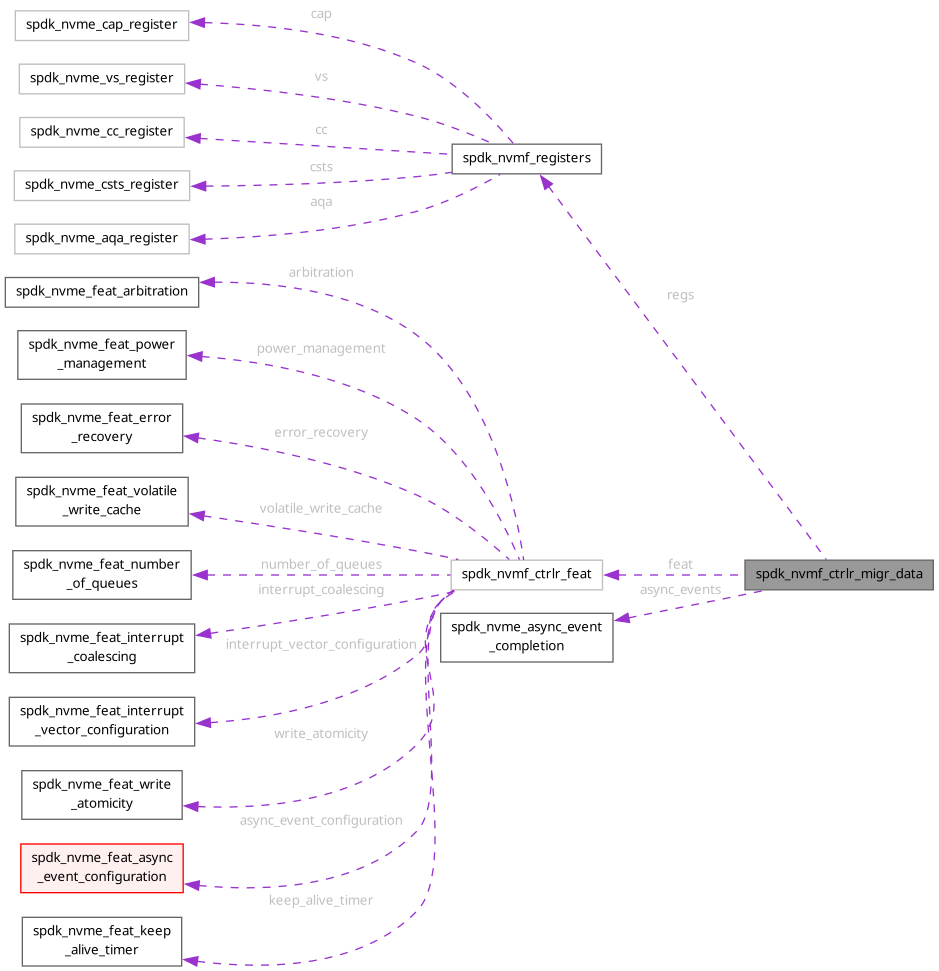 cap
spdk_nvme_cap_register
vs
spdk_nvme_vs_register
cc
spdk_nvme_cc_register
spdk_nvmf_registers
csts
spdk_nvme_csts_register
aqa
spdk_nvme_aqa_register
arbitration
spdk_nvme_feat_arbitration
regs
spdk_nvme_feat_power
_management
power_management
spdk_nvme_feat_error
_recovery
error_recovery
spdk_nvme_feat_volatile
_write_cache
volatile_write_cache
spdk_nvme_feat_number
_of_queues
number_of_queues
spdk_nvmf_ctrlr_feat
feat
spdk_nvmf_ctrlr_migr_data
interrupt_coalescing
async_events
spdk_nvme_async_event
_completion
spdk_nvme_feat_interrupt
_coalescing
interrupt_vector_configuration
spdk_nvme_feat_interrupt
_vector_configuration
write_atomicity
spdk_nvme_feat_write
_atomicity
async_event_configuration
spdk_nvme_feat_async
_event_configuration
keep_alive_timer
spdk_nvme_feat_keep
_alive_timer